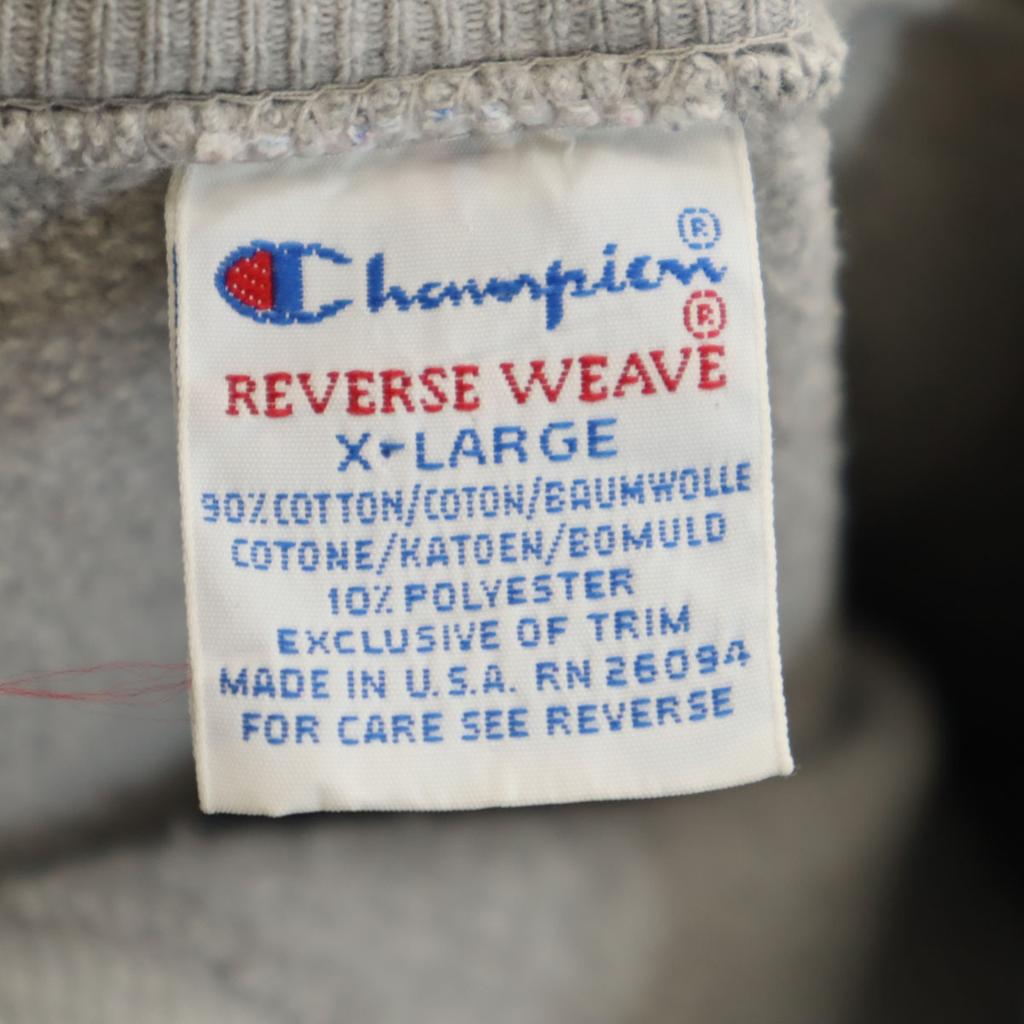 Champion®
REVERSE WEAVE®
X-LARGE
90% COTTON/COTON/BAUMWOLLE
COTONE/KATOEN/BOMULD
10% POLYESTER
EXCLUSIVE OF TRIM
MADE IN U.S.A. RN 26094
FOR CARE SEE REVERSE